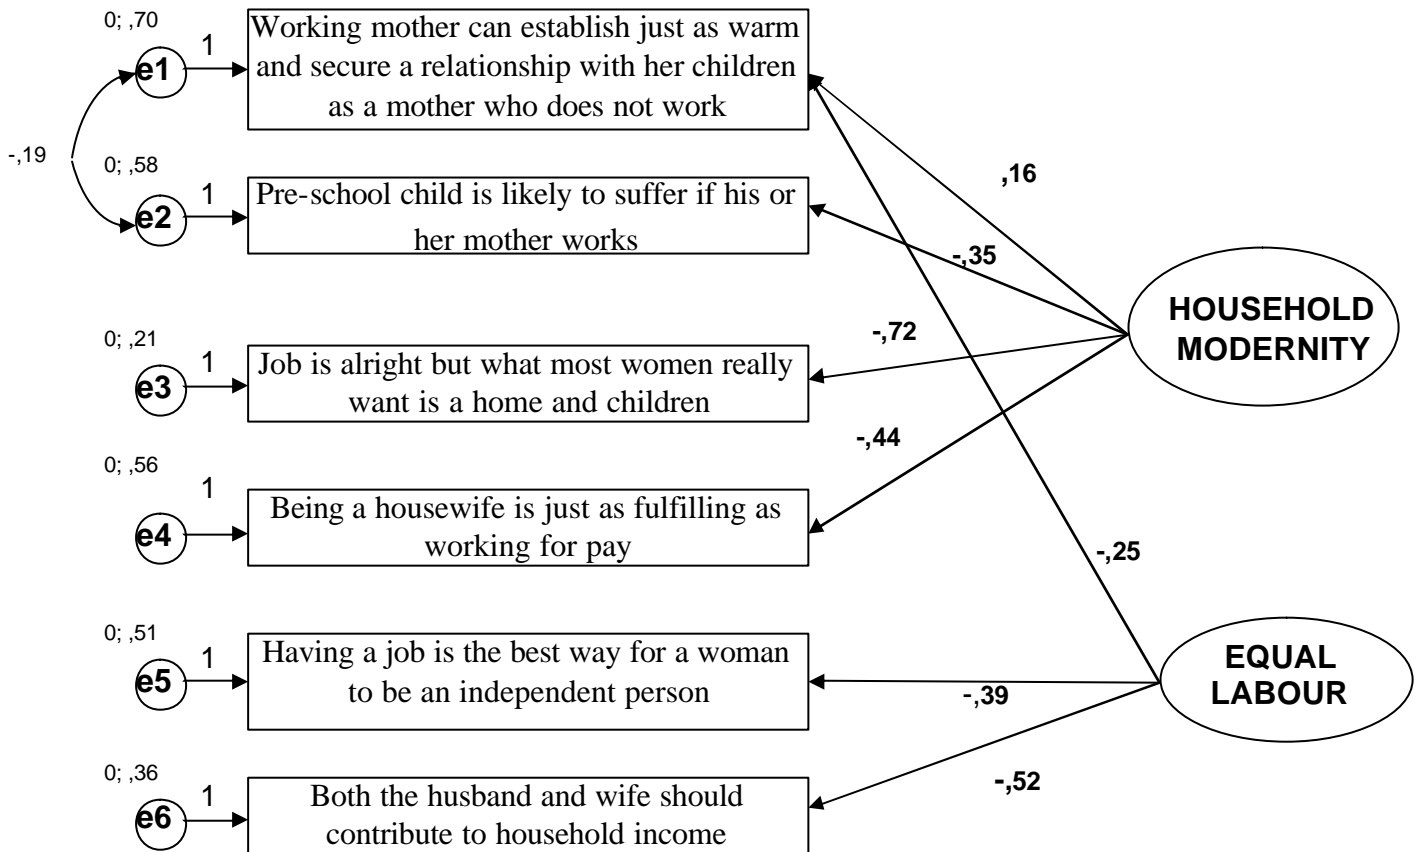 0; ,70
1
e1
Working mother can establish just as warm
and secure a relationship with her children
as a mother who does not work
-,19
0; ,58
1
e2
Pre-school child is likely to suffer if his or
her mother works
,16
-,35
HOUSEHOLD
MODERNITY
0; ,21
1
e3
Job is alright but what most women really
want is a home and children
-,72
-,44
0; ,56
1
e4
Being a housewife is just as fulfilling as
working for pay
-,25
0; ,51
1
e5
Having a job is the best way for a woman
to be an independent person
-,39
EQUAL
LABOUR
0; ,36
1
e6
Both the husband and wife should
contribute to household income
-,52